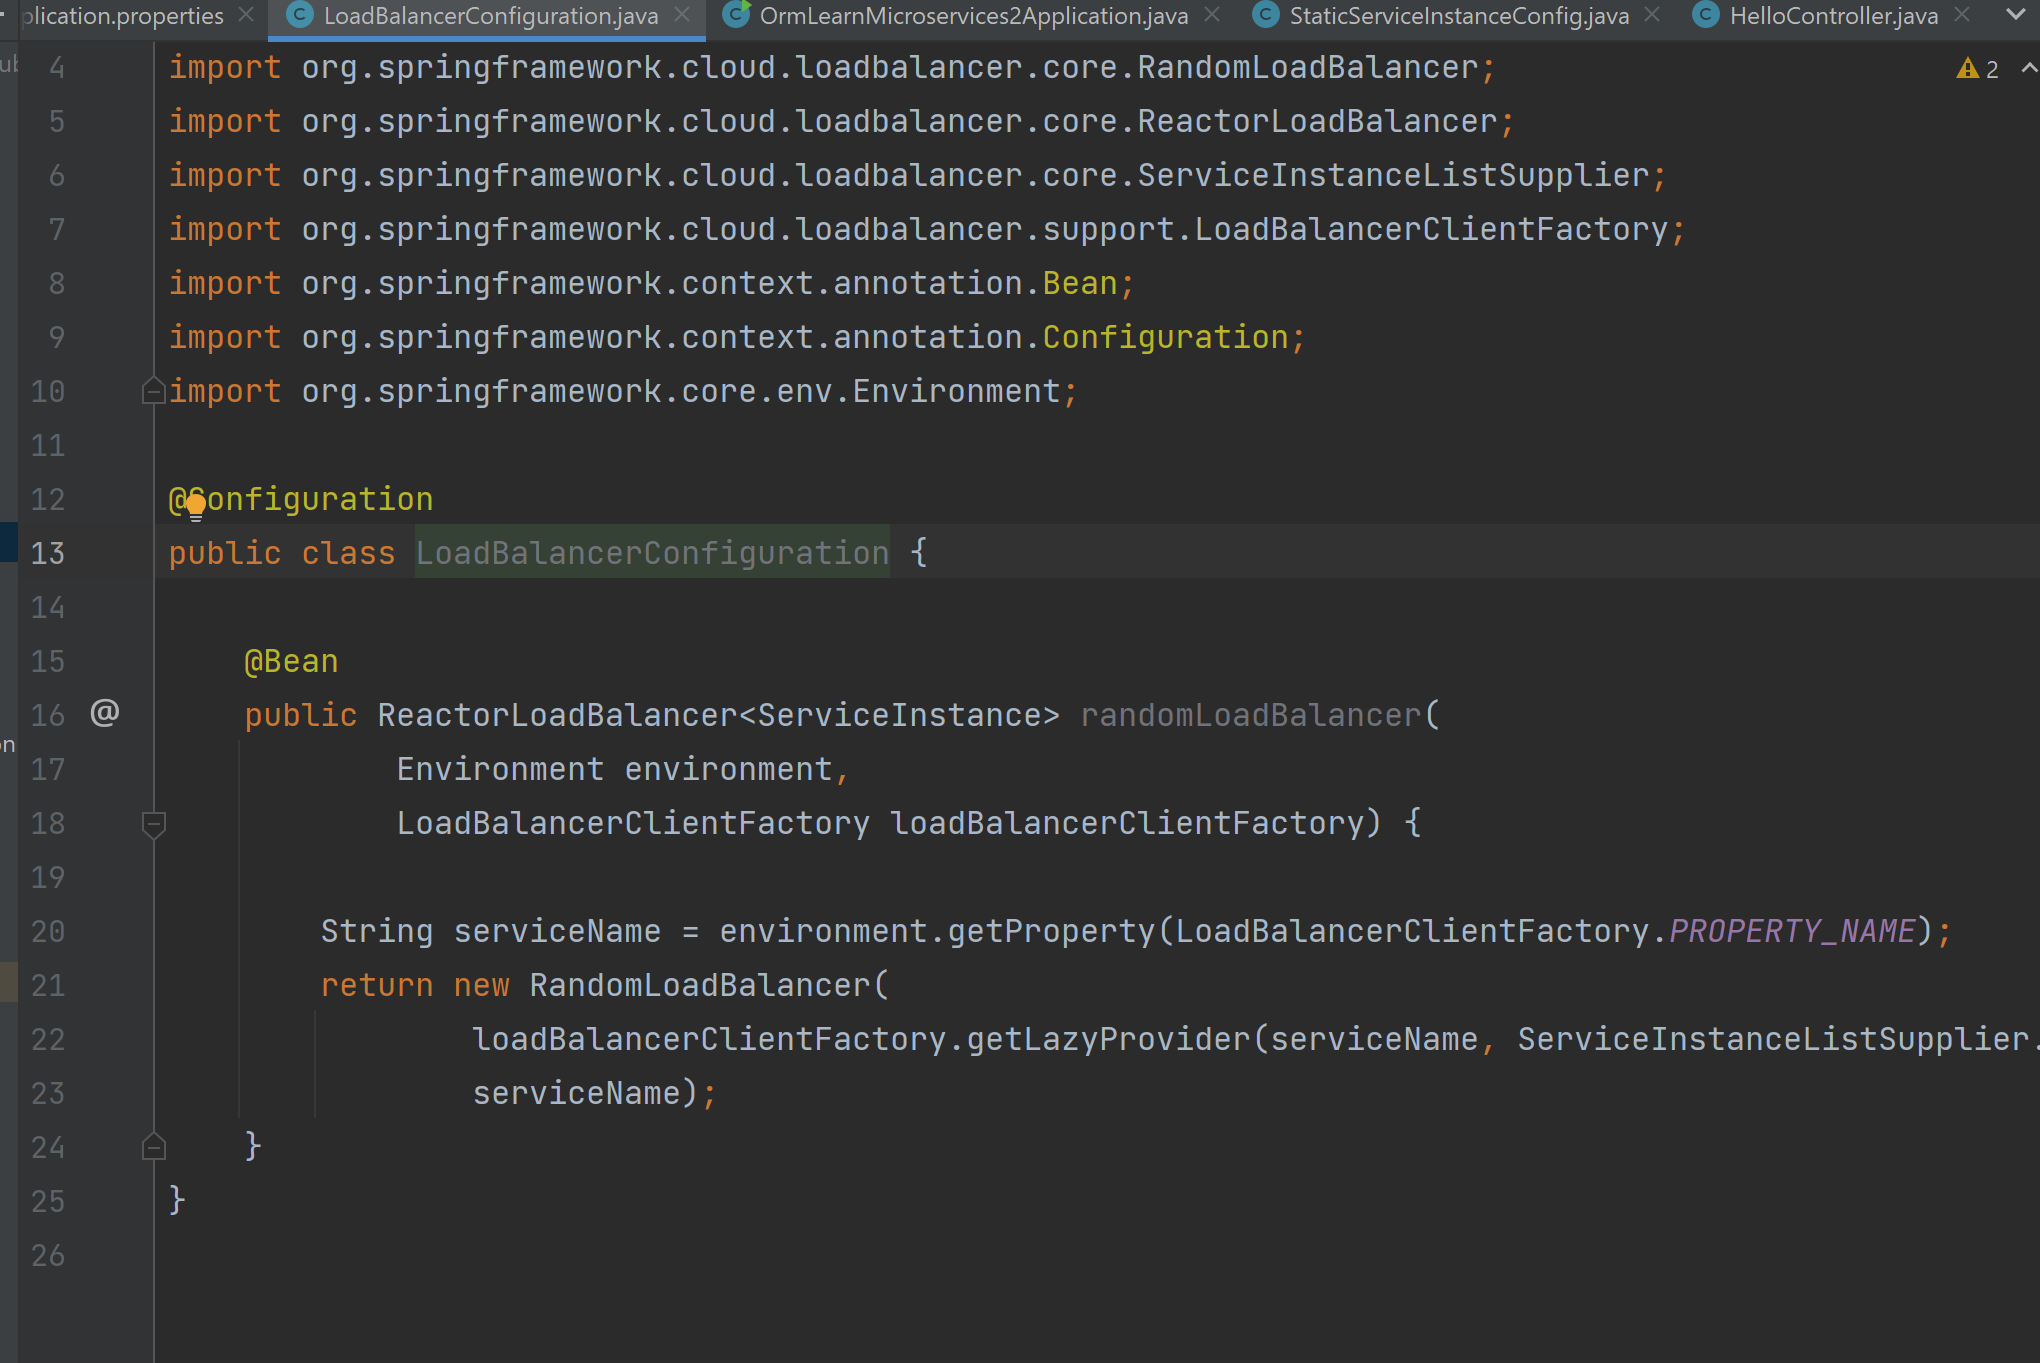 plication.properties LoadBalancerConfiguration.java OrmLearnMicroservices2Application.java StaticServiceInstanceConfig.java HelloController.java
4 import org.springframework.cloud.loadbalancer.core.RandomLoadBalancer; 2
5 import org.springframework.cloud.loadbalancer.core.ReactorLoadBalancer;
6 import org.springframework.cloud.loadbalancer.core.ServiceInstanceListSupplier;
7 import org.springframework.cloud.loadbalancer.support.LoadBalancerClientFactory;
8 import org.springframework.context.annotation.Bean;
9 import org.springframework.context.annotation.Configuration;
10 import org.springframework.core.env.Environment;
11
12 @Configuration
13 public class LoadBalancerConfiguration {
14
15 @Bean
16 @ public ReactorLoadBalancer<ServiceInstance> randomLoadBalancer(
17 Environment environment,
18 LoadBalancerClientFactory loadBalancerClientFactory) {
19
20 String serviceName = environment.getProperty(LoadBalancerClientFactory.PROPERTY_NAME);
21 return new RandomLoadBalancer(
22 loadBalancerClientFactory.getLazyProvider(serviceName, ServiceInstanceListSupplier.
23 serviceName);
24 }
25 }
26